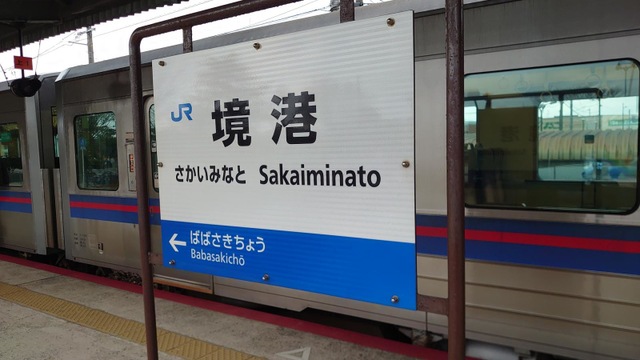 JR 境港
さかいみなと Sakaiminato
←ばばさきちょう
Babasakichō